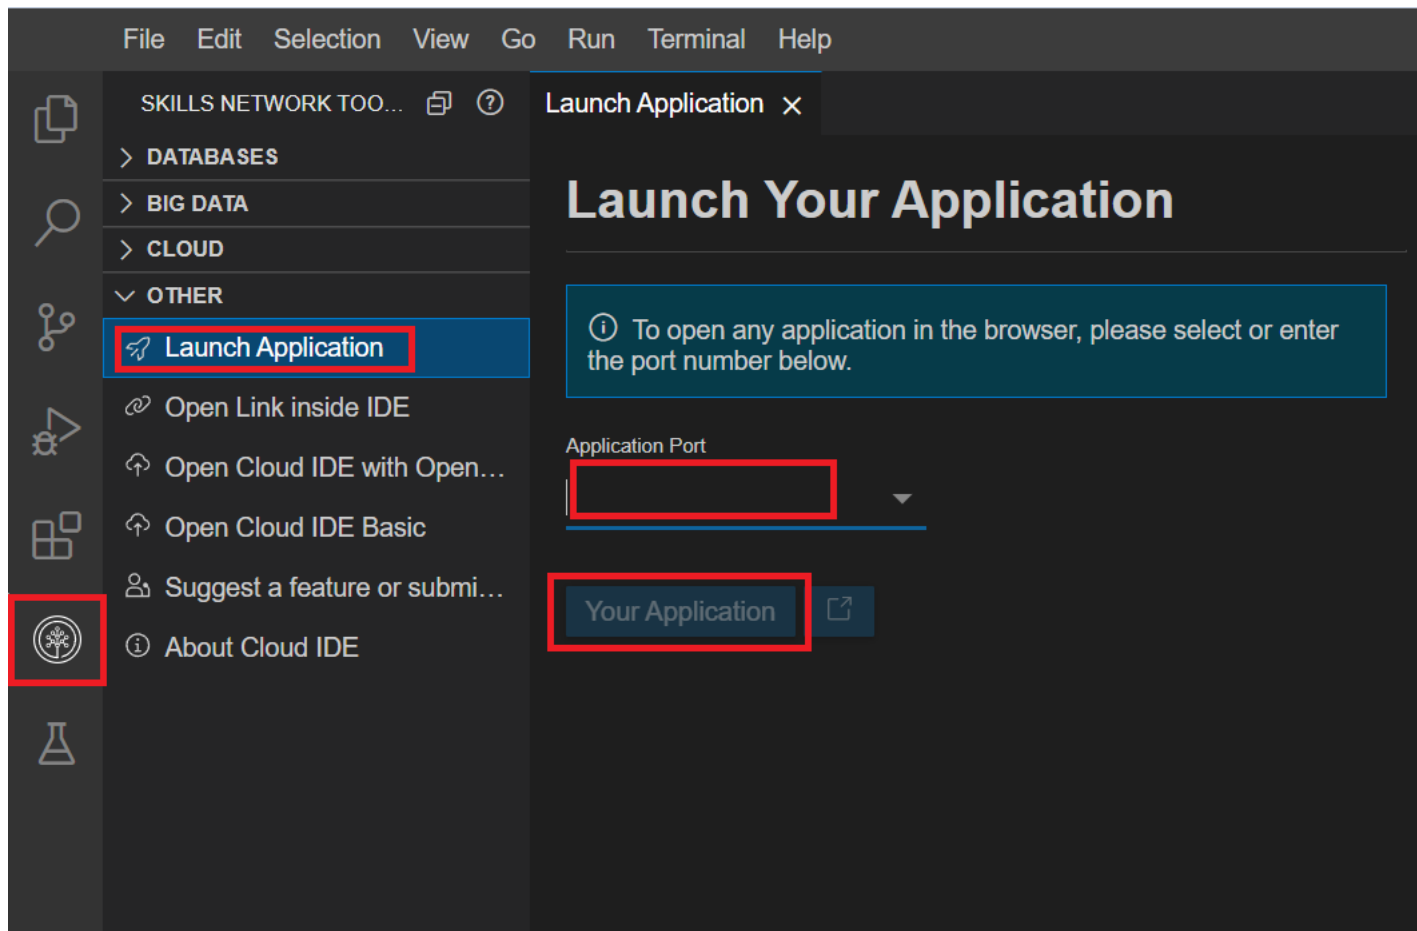 File Edit Selection View Go Run Terminal Help
SKILLS NETWORK TOO...
DATABASES
BIG DATA
CLOUD
OTHER
Launch Application
Open Link inside IDE
Open Cloud IDE with Open...
Open Cloud IDE Basic
Suggest a feature or submi...
About Cloud IDE
Launch Application
Launch Your Application
To open any application in the browser, please select or enter
the port number below.
Application Port
Your Application